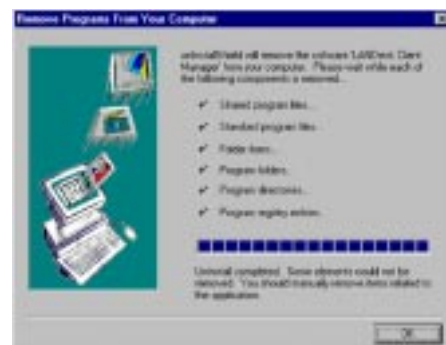 Remove Programs From Your Computer
uninstallShield will remove the software 'LANDesk Client
Manager' from your computer. Please wait while each of
the following components is removed...
✔ Shared program files...
✔ Standard program files...
✔ Folder items...
✔ Program folders...
✔ Program directories...
✔ Program registry entries...
Uninstall completed. Some elements could not be
removed. You should manually remove items related to
the application.
OK